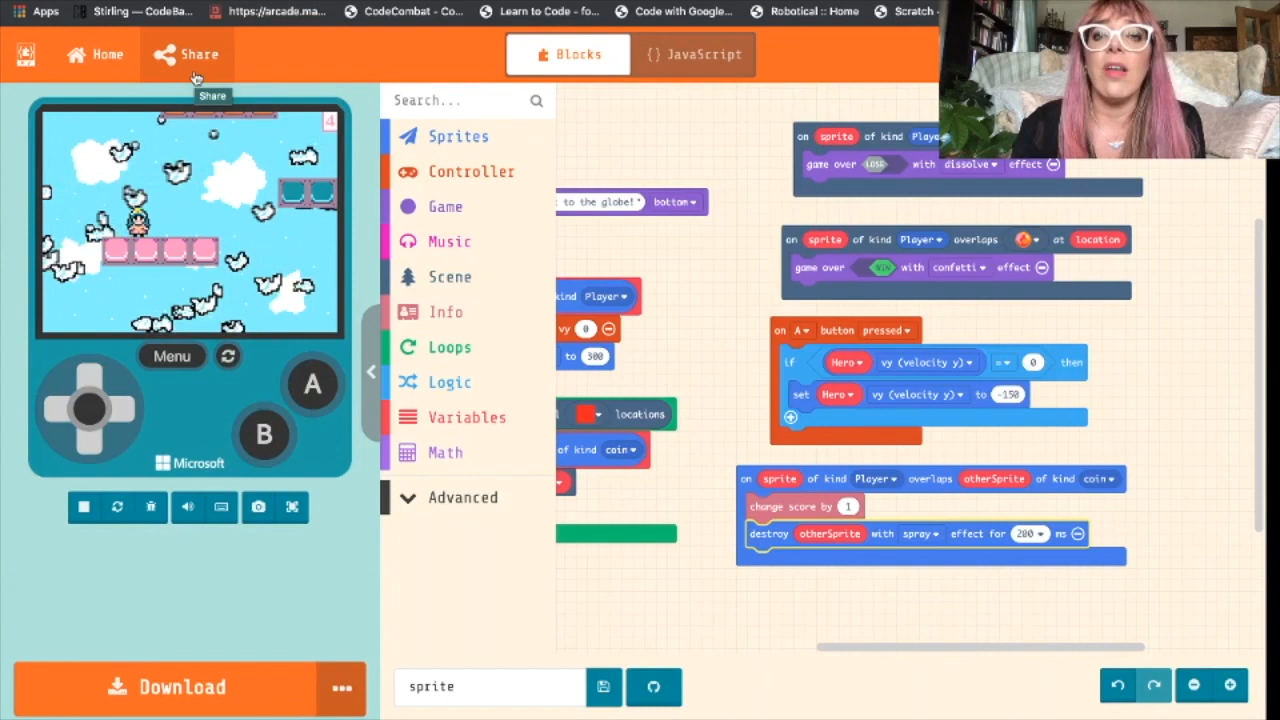 Apps
Stirling — CodeBa...
https://arcade.ma...
CodeCombat - Co...
Learn to Code - fo...
Code with Google...
Robotical :: Home
Scratch -
Home
Share
Blocks
{ } JavaScript
Share
4
Search...
Sprites
Controller
Game
Music
Scene
Info
Loops
Logic
Variables
Math
Advanced
Menu
A
B
Microsoft
to the globe!" bottom
kind Player
vy 0
to 300
locations
of kind coin
on sprite of kind Playe
game over LOSE with dissolve effect
on sprite of kind Player overlaps at location
game over WIN with confetti effect
on A button pressed
if Hero vy (velocity y) = 0 then
set Hero vy (velocity y) to -150
on sprite of kind Player overlaps otherSprite of kind coin
change score by 1
destroy otherSprite with spray effect for 200 ms
Download
...
sprite